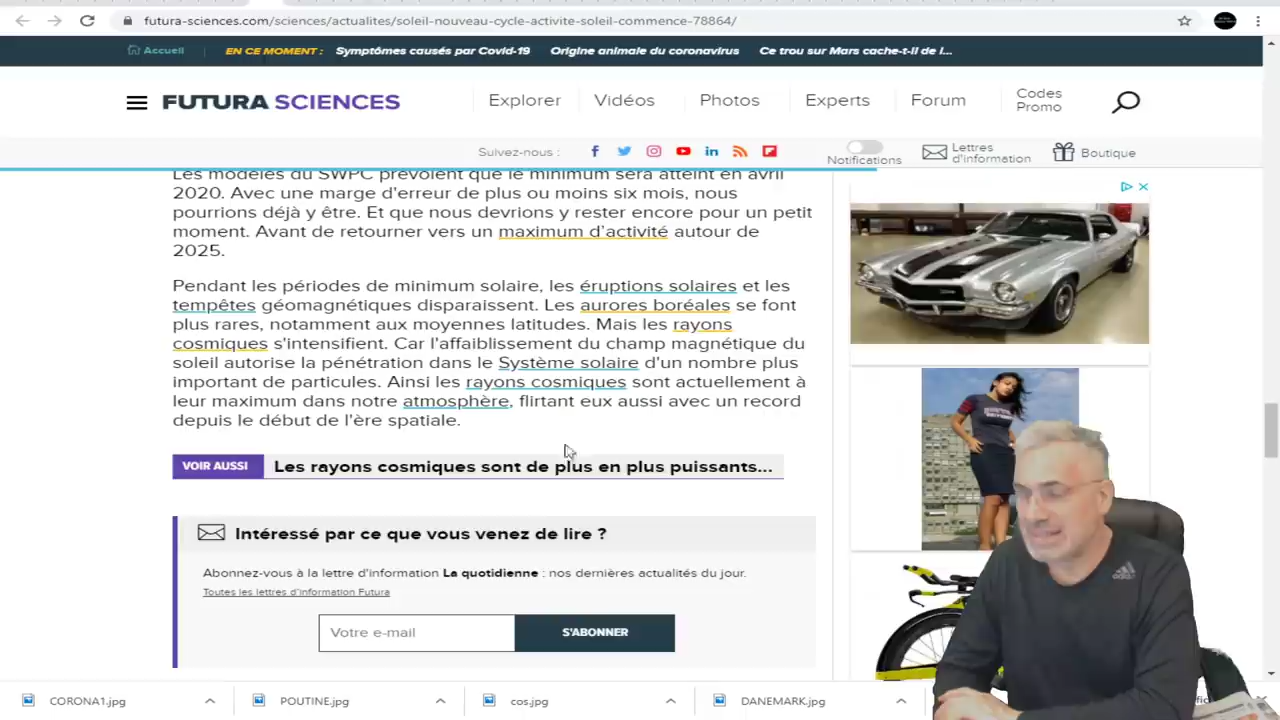 futura-sciences.com/sciences/actualites/soleil-nouveau-cycle-activite-soleil-commence-78864/
Accueil
EN CE MOMENT :
Symptômes causés par Covid-19
Origine animale du coronavirus
Ce trou sur Mars cache-t-il de l...
FUTURA SCIENCES
Explorer
Vidéos
Photos
Experts
Forum
Codes
Promo
Suivez-nous :
Notifications
Lettres
d'information
Boutique
Les modèles du SWPC prévoient que le minimum sera atteint en avril
2020. Avec une marge d'erreur de plus ou moins six mois, nous
pourrions déjà y être. Et que nous devrions y rester encore pour un petit
moment. Avant de retourner vers un maximum d'activité autour de
2025.
Pendant les périodes de minimum solaire, les éruptions solaires et les
tempêtes géomagnétiques disparaissent. Les aurores boréales se font
plus rares, notamment aux moyennes latitudes. Mais les rayons
cosmiques s'intensifient. Car l'affaiblissement du champ magnétique du
soleil autorise la pénétration dans le Système solaire d'un nombre plus
important de particules. Ainsi les rayons cosmiques sont actuellement à
leur maximum dans notre atmosphère, flirtant eux aussi avec un record
depuis le début de l'ère spatiale.
VOIR AUSSI
Les rayons cosmiques sont de plus en plus puissants...
Intéressé par ce que vous venez de lire ?
Abonnez-vous à la lettre d'information La quotidienne : nos dernières actualités du jour.
Toutes les lettres d'information Futura
Votre e-mail
S'ABONNER
adidas
CORONA1.jpg
POUTINE.jpg
cos.jpg
DANEMARK.jpg